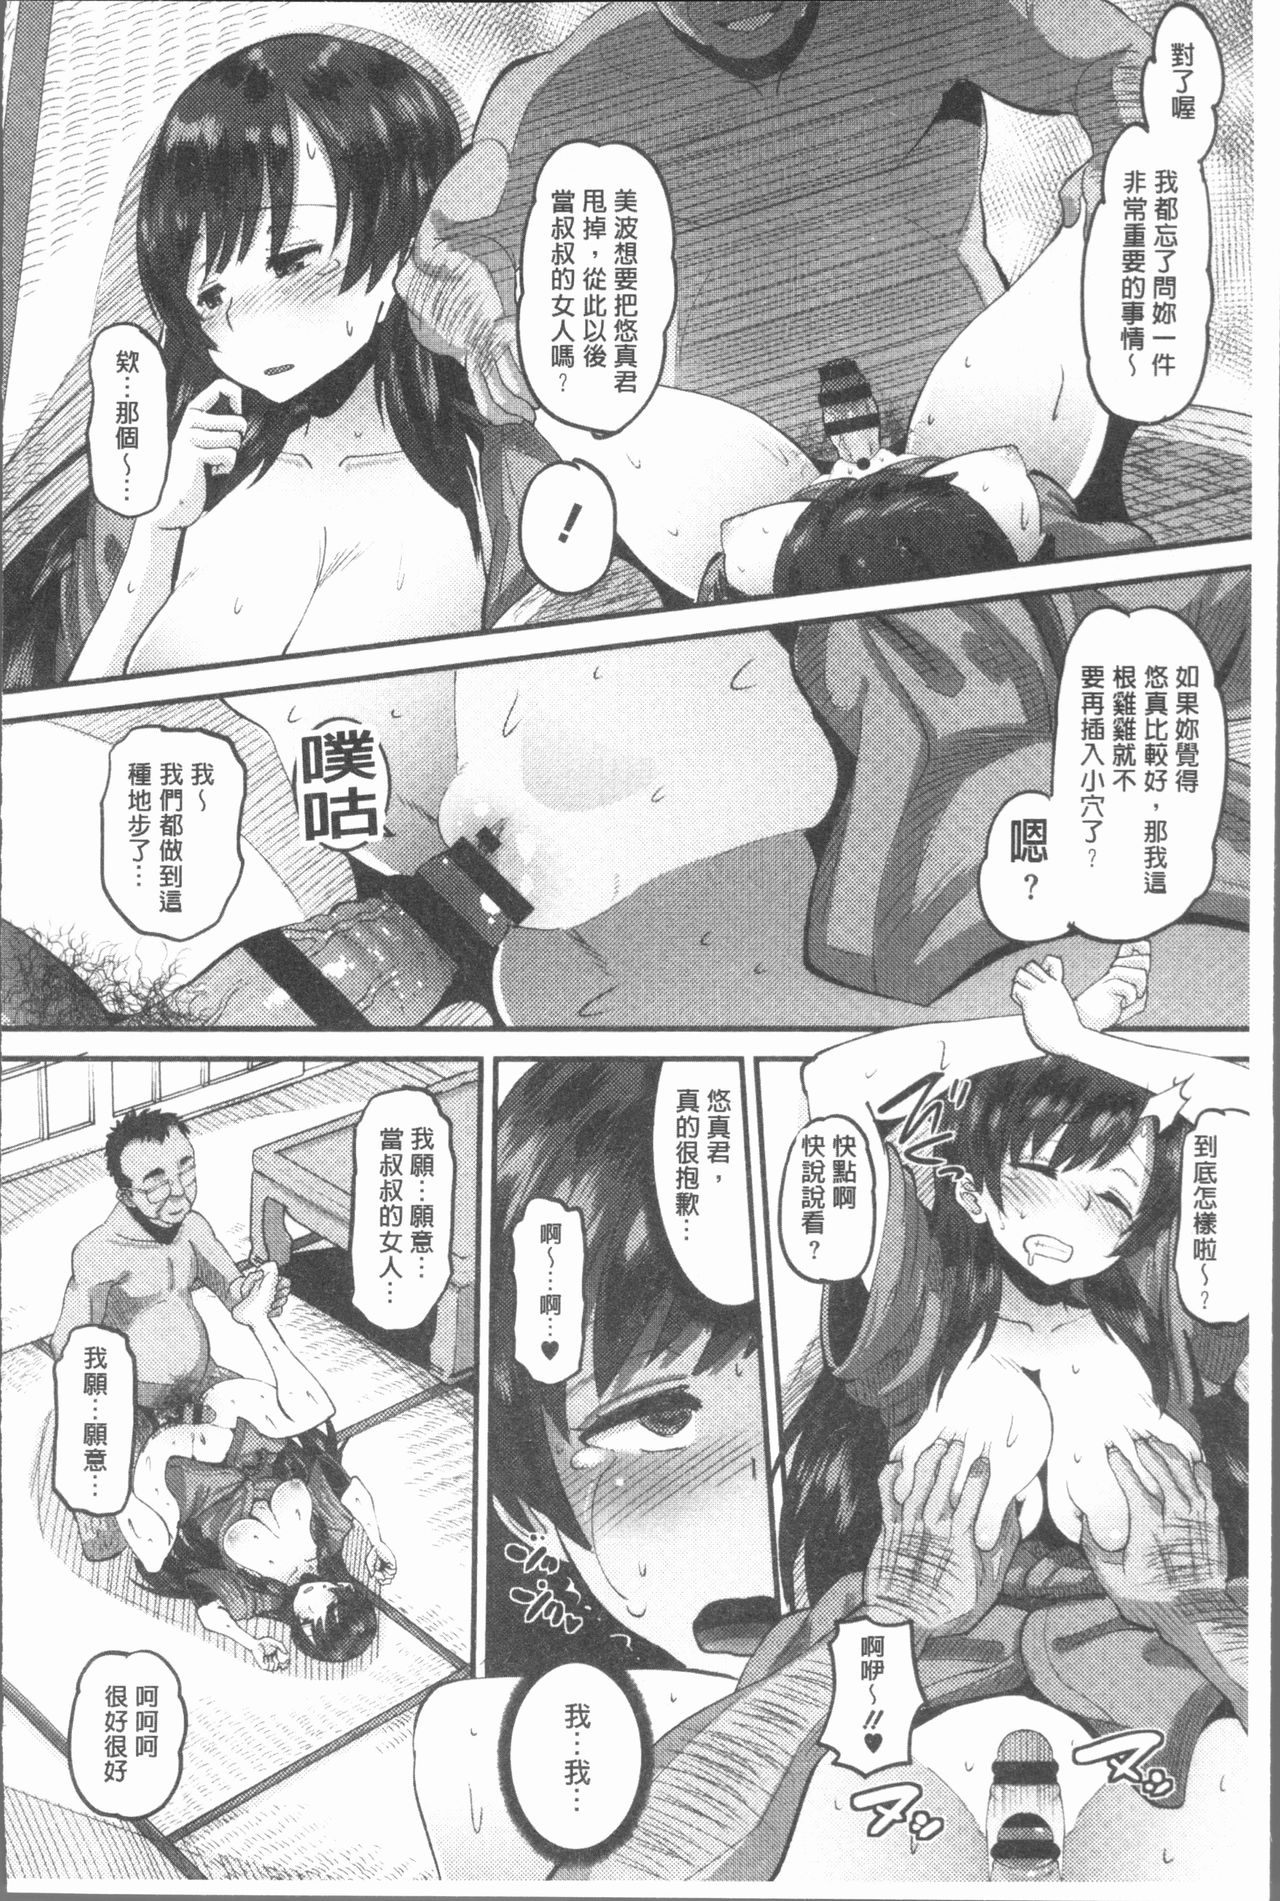 對了喔
我都忘了問妳一件
非常重要的事情～
美波想要把悠真君
甩掉，從此以後
當叔叔的女人嗎？
！
欸…那個～…
如果妳覺得
悠真比較好，那我這
根雞雞就不
要再插入小穴了？
嗯？
噗咕
我～
我們都做到這
種地步了…
到底怎樣啦～？
快點啊
快說說看？
啊咿～!!♥
悠真君，
真的很抱歉…
啊～…啊…♥
我…我…
我願…願意…
當叔叔的女人…
我願…願意…
呵呵呵
很好很好